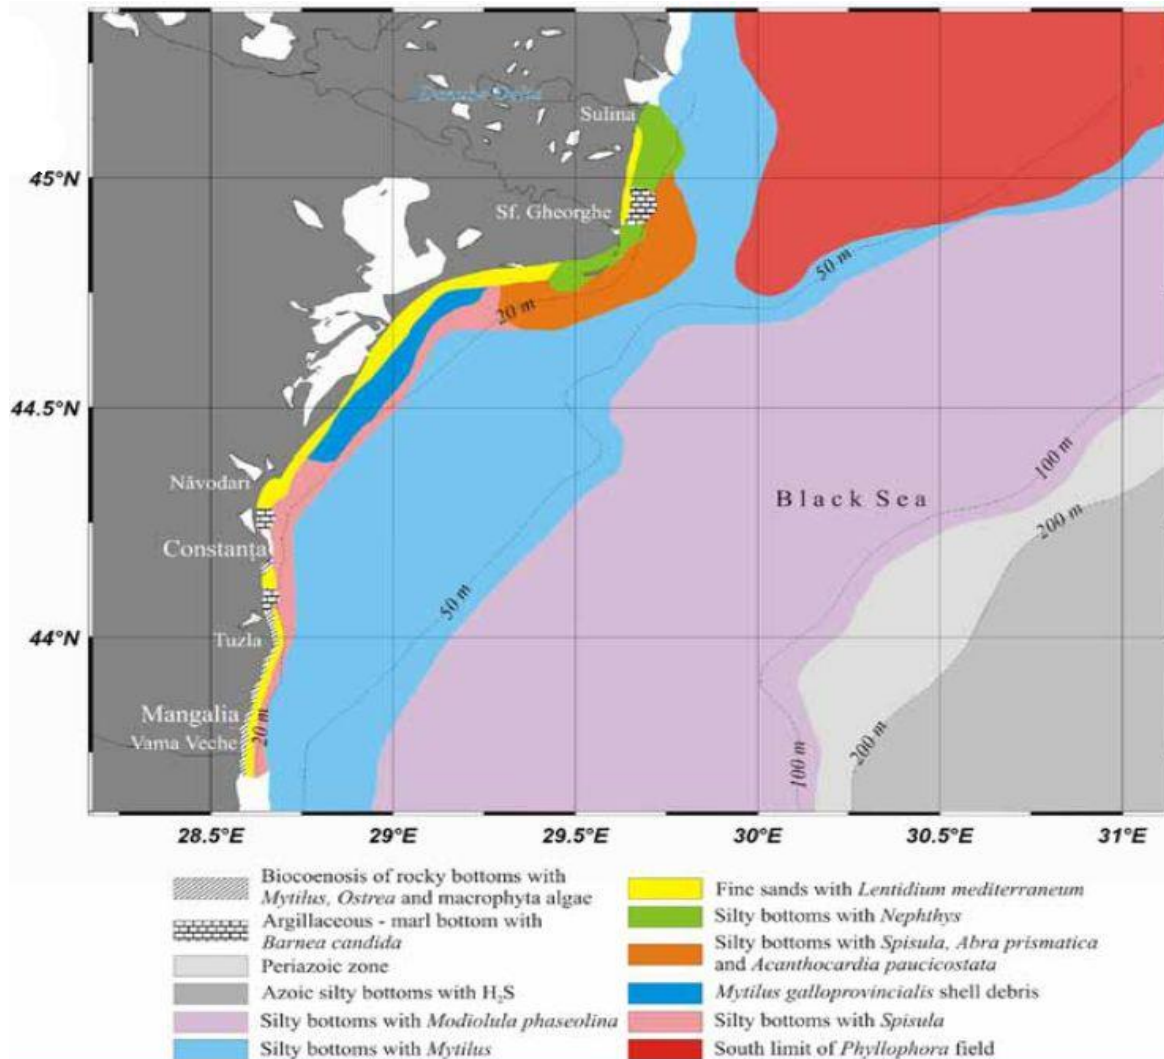 Danube Delta
Sulina
45°N
Sf. Gheorghe
50 m
20 m
44.5°N
100 m
Năvodari
Black Sea
200 m
Constanța
50 m
44°N
Tuzla
Mangalia
20 m
Vama Veche
100 m
200 m
28.5°E 29°E 29.5°E 30°E 30.5°E 31°E
Biocoenosis of rocky bottoms with
Mytilus, Ostrea and macrophyta algae
Argillaceous - marl bottom with
Barnea candida
Periazoic zone
Azoic silty bottoms with H₂S
Silty bottoms with Modiolula phaseolina
Silty bottoms with Mytilus
Fine sands with Lentidium mediterraneum
Silty bottoms with Nephthys
Silty bottoms with Spisula, Abra prismatica
and Acanthocardia paucicostata
Mytilus galloprovincialis shell debris
Silty bottoms with Spisula
South limit of Phyllophora field